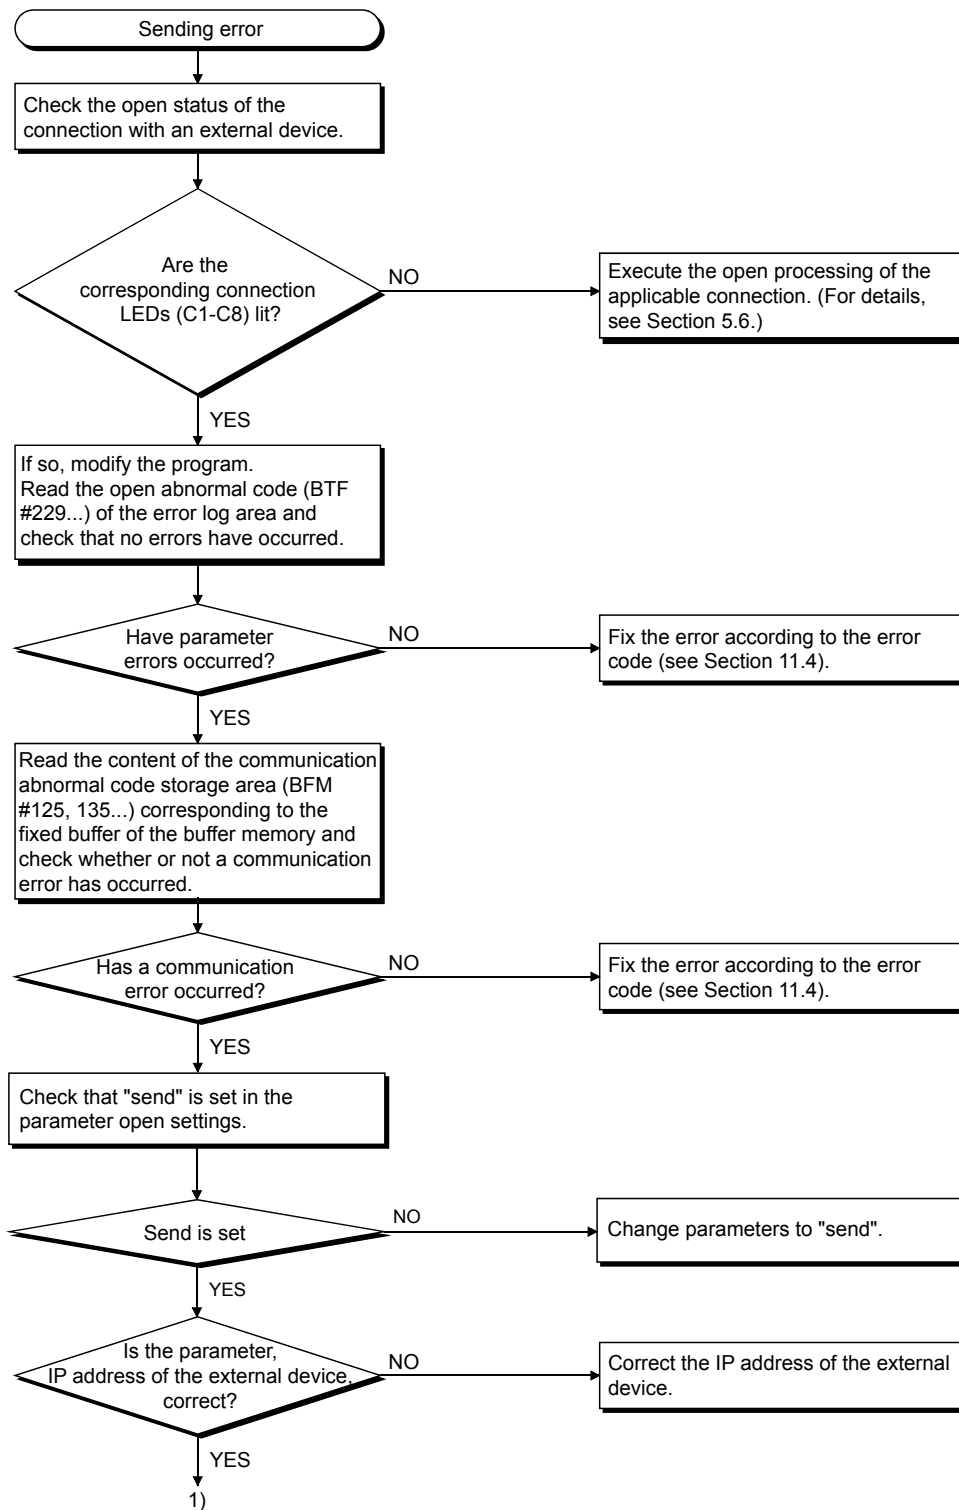 Sending error
Check the open status of the
connection with an external device.
Are the
corresponding connection
LEDs (C1-C8) lit?
NO
Execute the open processing of the
applicable connection. (For details,
see Section 5.6.)
YES
If so, modify the program.
Read the open abnormal code (BTF
#229...) of the error log area and
check that no errors have occurred.
Have parameter
errors occurred?
NO
Fix the error according to the error
code (see Section 11.4).
YES
Read the content of the communication
abnormal code storage area (BFM
#125, 135...) corresponding to the
fixed buffer of the buffer memory and
check whether or not a communication
error has occurred.
Has a communication
error occurred?
NO
Fix the error according to the error
code (see Section 11.4).
YES
Check that "send" is set in the
parameter open settings.
Send is set
NO
Change parameters to "send".
YES
Is the parameter,
IP address of the external device,
correct?
NO
Correct the IP address of the external
device.
YES
1)